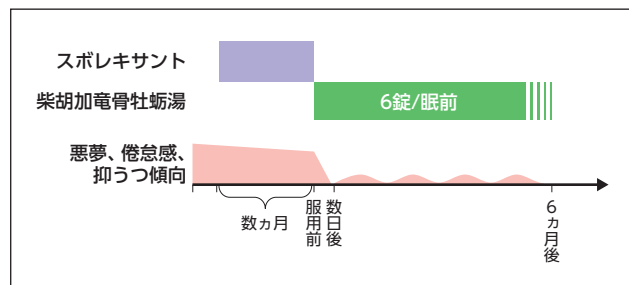 スボレキサント
柴胡加竜骨牡蛎湯
6錠/眠前
悪夢、倦怠感、
抑うつ傾向
数ヵ月
服用前
数日後
6ヵ月後